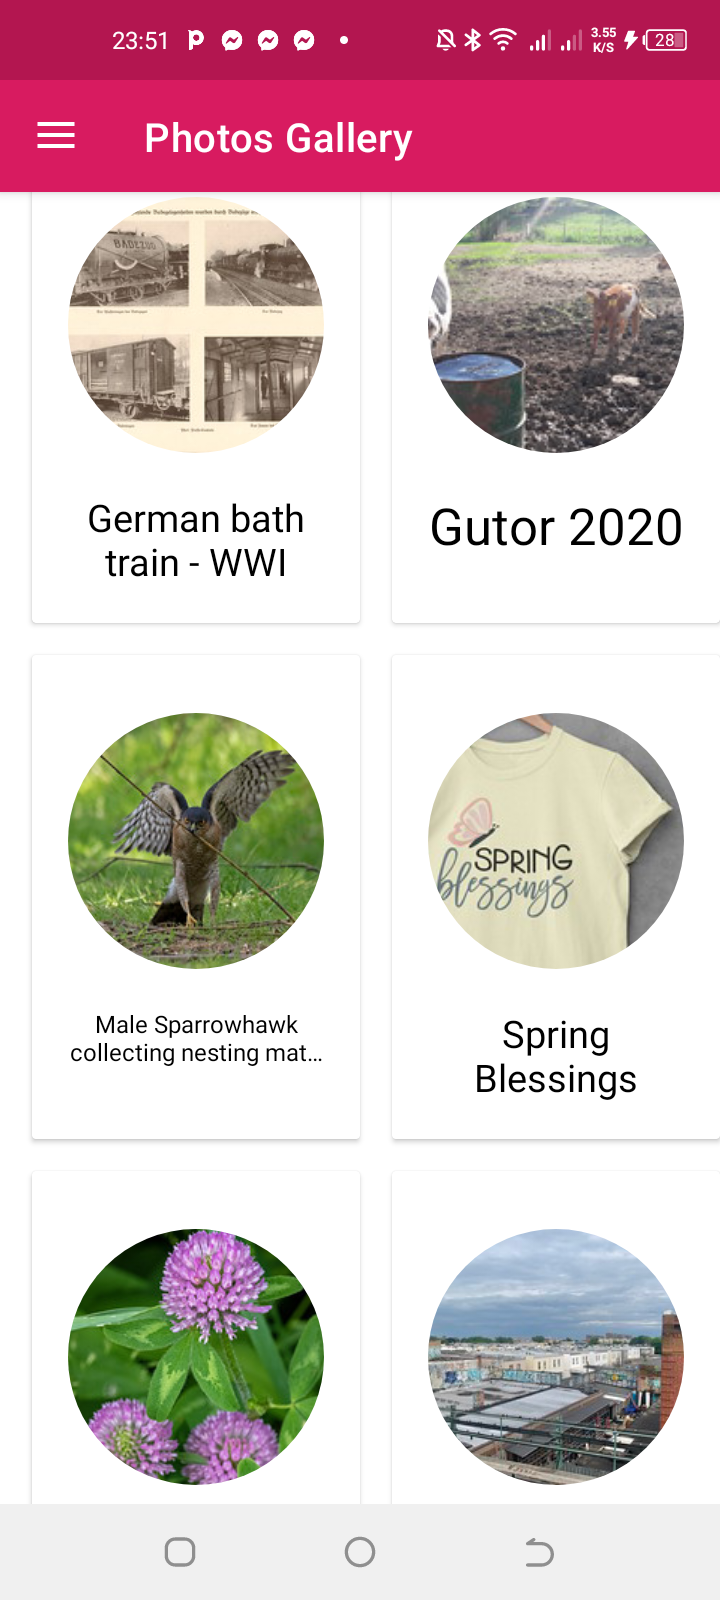 23:51
3.55
K/S
28
Photos Gallery
BADEZUG
German bath
train - WWI
Gutor 2020
SPRING
blessings
Male Sparrowhawk
collecting nesting mat...
Spring
Blessings